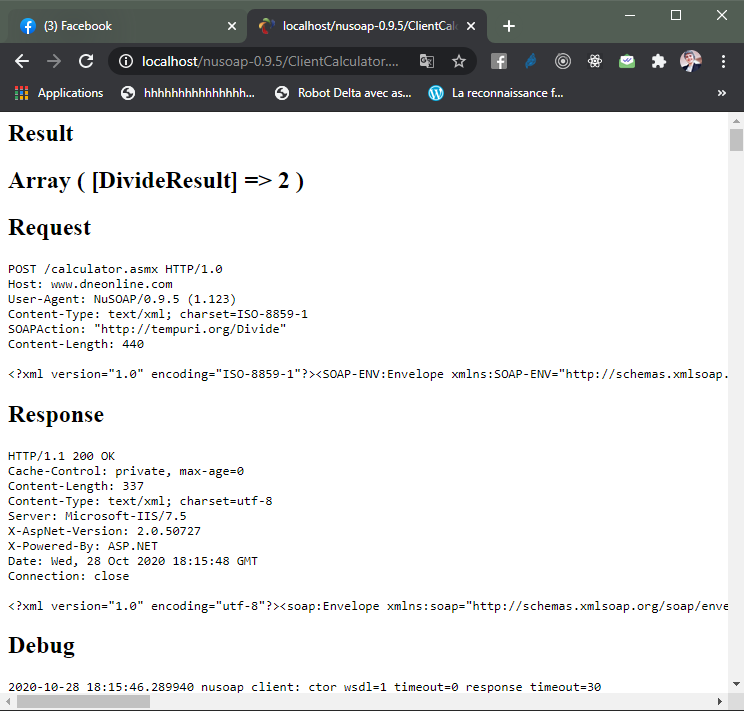 (3) Facebook
localhost/nusoap-0.9.5/ClientCalc
localhost/nusoap-0.9.5/ClientCalculator....
Applications
hhhhhhhhhhhhhh...
Robot Delta avec as...
La reconnaissance f...
»
Result
Array ( [DivideResult] => 2 )
Request
POST /calculator.asmx HTTP/1.0
Host: www.dneonline.com
User-Agent: NuSOAP/0.9.5 (1.123)
Content-Type: text/xml; charset=ISO-8859-1
SOAPAction: "http://tempuri.org/Divide"
Content-Length: 440
<?xml version="1.0" encoding="ISO-8859-1"?><SOAP-ENV:Envelope xmlns:SOAP-ENV="http://schemas.xmlsoap.
Response
HTTP/1.1 200 OK
Cache-Control: private, max-age=0
Content-Length: 337
Content-Type: text/xml; charset=utf-8
Server: Microsoft-IIS/7.5
X-AspNet-Version: 2.0.50727
X-Powered-By: ASP.NET
Date: Wed, 28 Oct 2020 18:15:48 GMT
Connection: close
<?xml version="1.0" encoding="utf-8"?><soap:Envelope xmlns:soap="http://schemas.xmlsoap.org/soap/enve
Debug
2020-10-28 18:15:46.289940 nusoap_client: ctor wsdl=1 timeout=0 response_timeout=30